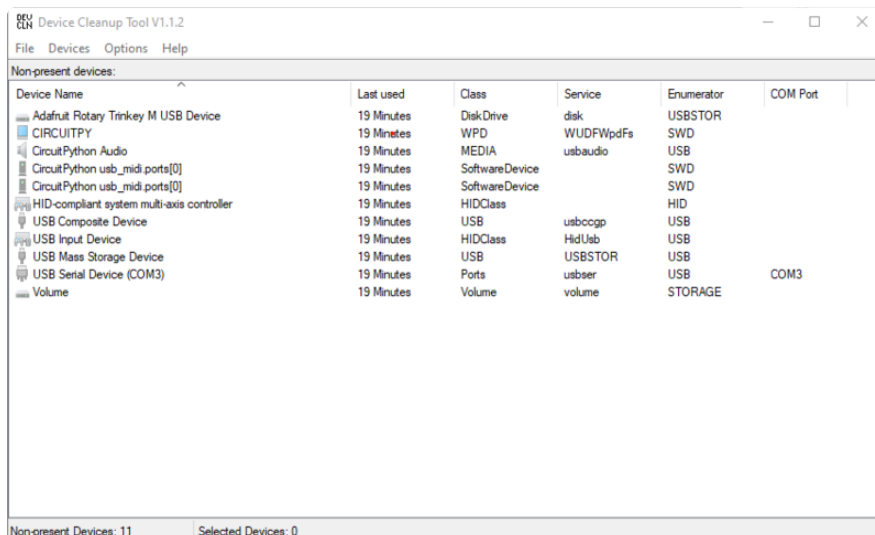 DEV CLN Device Cleanup Tool V1.1.2
File Devices Options Help
Non-present devices:
Device Name Last used Class Service Enumerator COM Port
Adafruit Rotary Trinkey M USB Device 19 Minutes DiskDrive disk USBSTOR
CIRCUITPY 19 Minutes WPD WUDFWpdFs SWD
CircuitPython Audio 19 Minutes MEDIA usbaudio USB
CircuitPython usb_midi.ports[0] 19 Minutes SoftwareDevice SWD
CircuitPython usb_midi.ports[0] 19 Minutes SoftwareDevice SWD
HID-compliant system multi-axis controller 19 Minutes HIDClass HID
USB Composite Device 19 Minutes USB usbccgp USB
USB Input Device 19 Minutes HIDClass HidUsb USB
USB Mass Storage Device 19 Minutes USB USBSTOR USB
USB Serial Device (COM3) 19 Minutes Ports usbser USB COM3
Volume 19 Minutes Volume volume STORAGE
Non-present Devices: 11 Selected Devices: 0